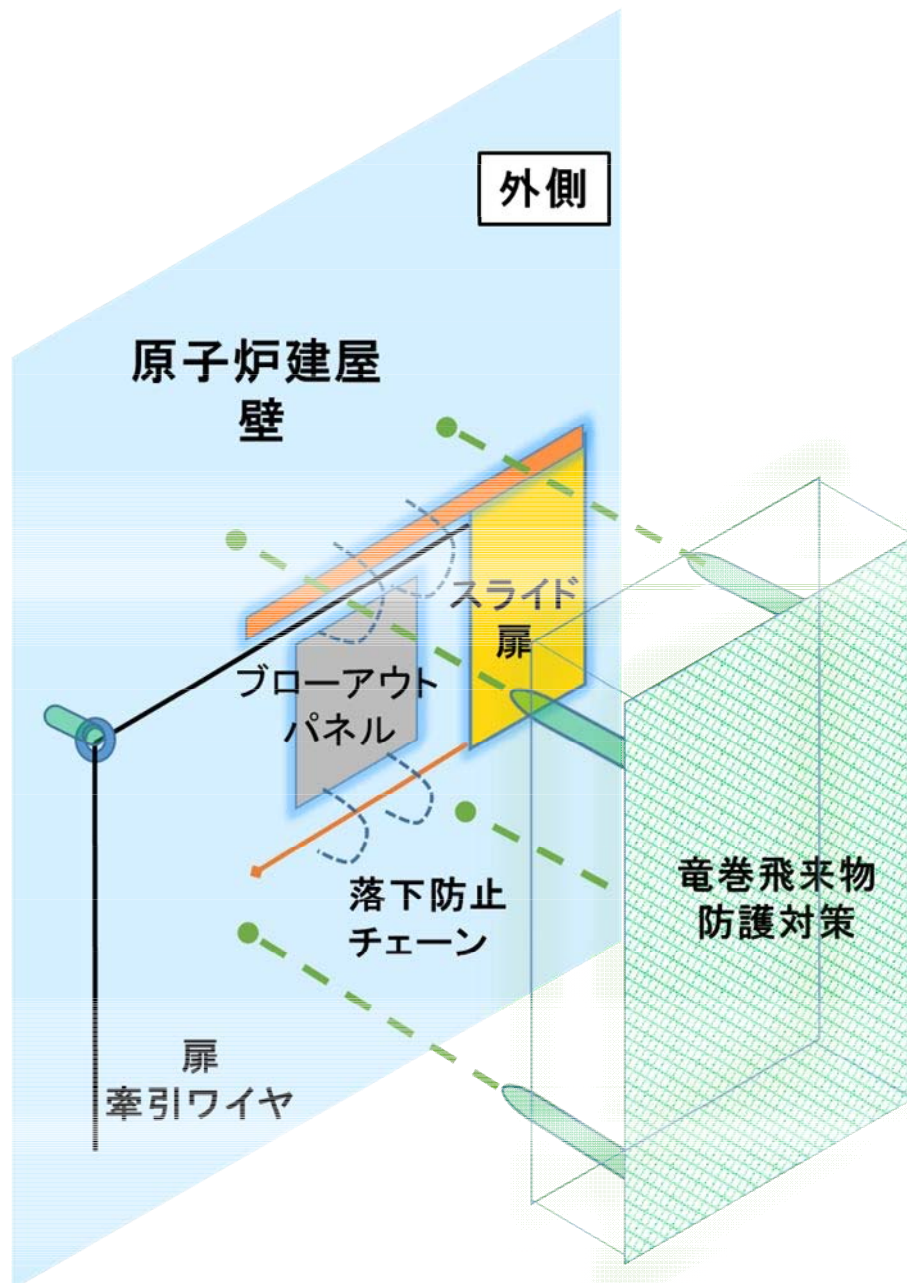 外側
原子炉建屋
壁
スライド
扉
ブローアウト
パネル
竜巻飛来物
防護対策
落下防止
チェーン
扉
牽引ワイヤ